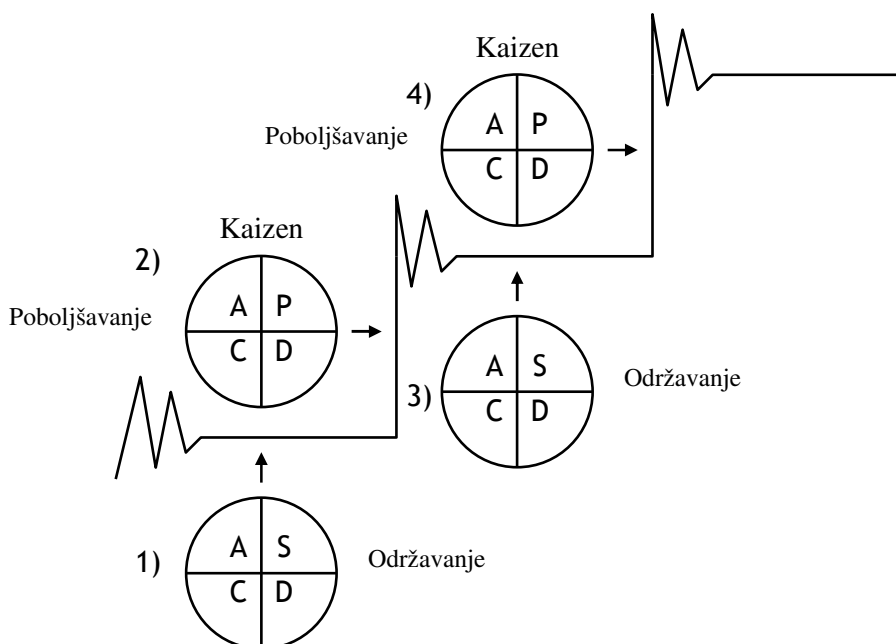 Kaizen
4)
A P
Poboljšavanje
C D
Kaizen
2)
A P
Poboljšavanje
C D
A S
Održavanje
3)
C D
A S
1)
Održavanje
C D